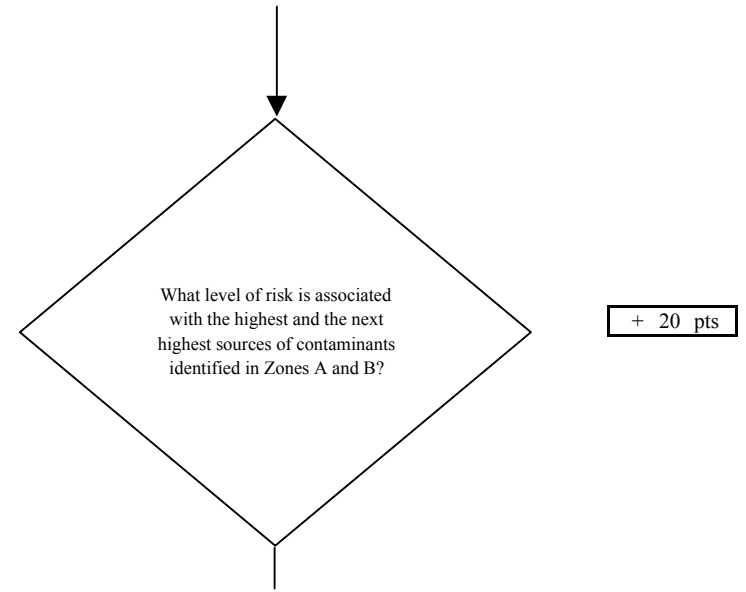 What level of risk is associated
with the highest and the next
highest sources of contaminants
identified in Zones A and B?
+ 20 pts